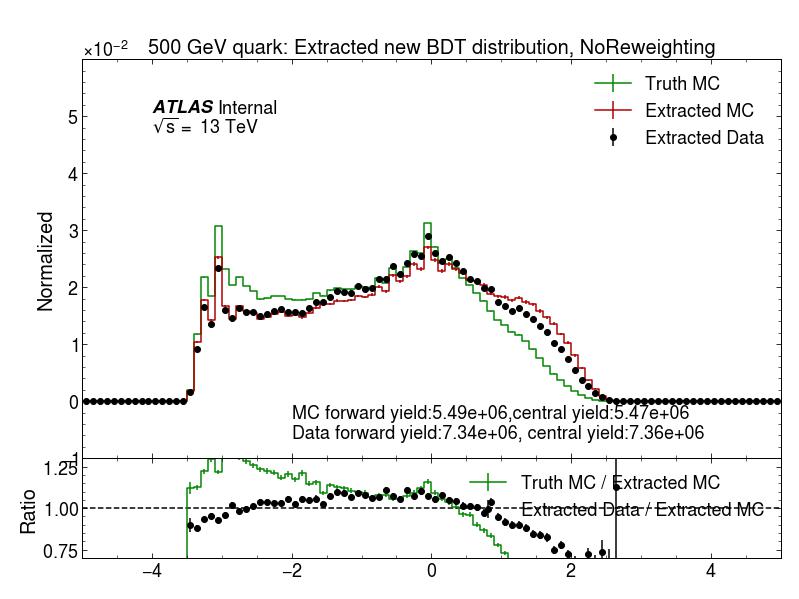 ×10⁻² 500 GeV quark: Extracted new BDT distribution, NoReweighting
ATLAS Internal
√s = 13 TeV
Truth MC
Extracted MC
Extracted Data
Normalized
5
4
3
2
1
0
MC forward yield:5.49e+06,central yield:5.47e+06
Data forward yield:7.34e+06, central yield:7.36e+06
Ratio
1.25
1.00
0.75
Truth MC / Extracted MC
Extracted Data / Extracted MC
−4 −2 0 2 4